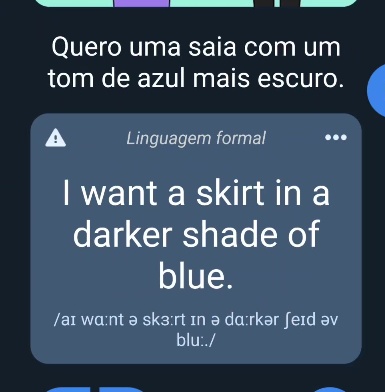 Quero uma saia com um
tom de azul mais escuro.
Linguagem formal
I want a skirt in a
darker shade of
blue.
/aɪ wɑːnt ə skɜːrt ɪn ə dɑːrkər ʃeɪd əv
bluː./